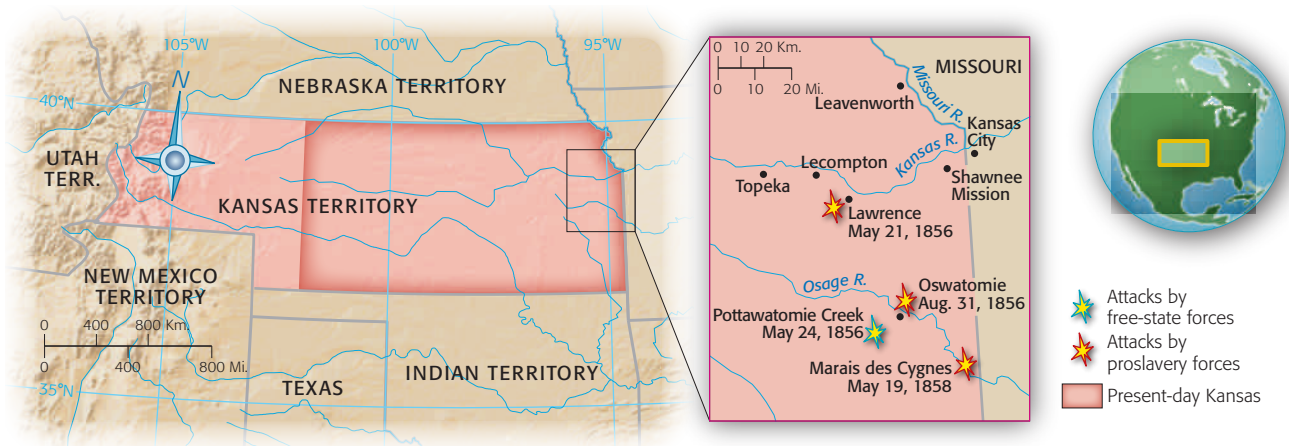 105°W
100°W
95°W
N
NEBRASKA TERRITORY
40°N
UTAH
TERR.
KANSAS TERRITORY
NEW MEXICO
TERRITORY
0 400 800 Km.
0 400 800 Mi.
35°N
TEXAS
INDIAN TERRITORY
0 10 20 Km.
0 10 20 Mi.
MISSOURI
Missouri R.
Leavenworth
Kansas
City
Kansas R.
Lecompton
Topeka
Shawnee
Mission
Lawrence
May 21, 1856
Osage R.
Oswatomie
Aug. 31, 1856
Pottawatomie Creek
May 24, 1856
Marais des Cygnes
May 19, 1858
Attacks by
free-state forces
Attacks by
proslavery forces
Present-day Kansas